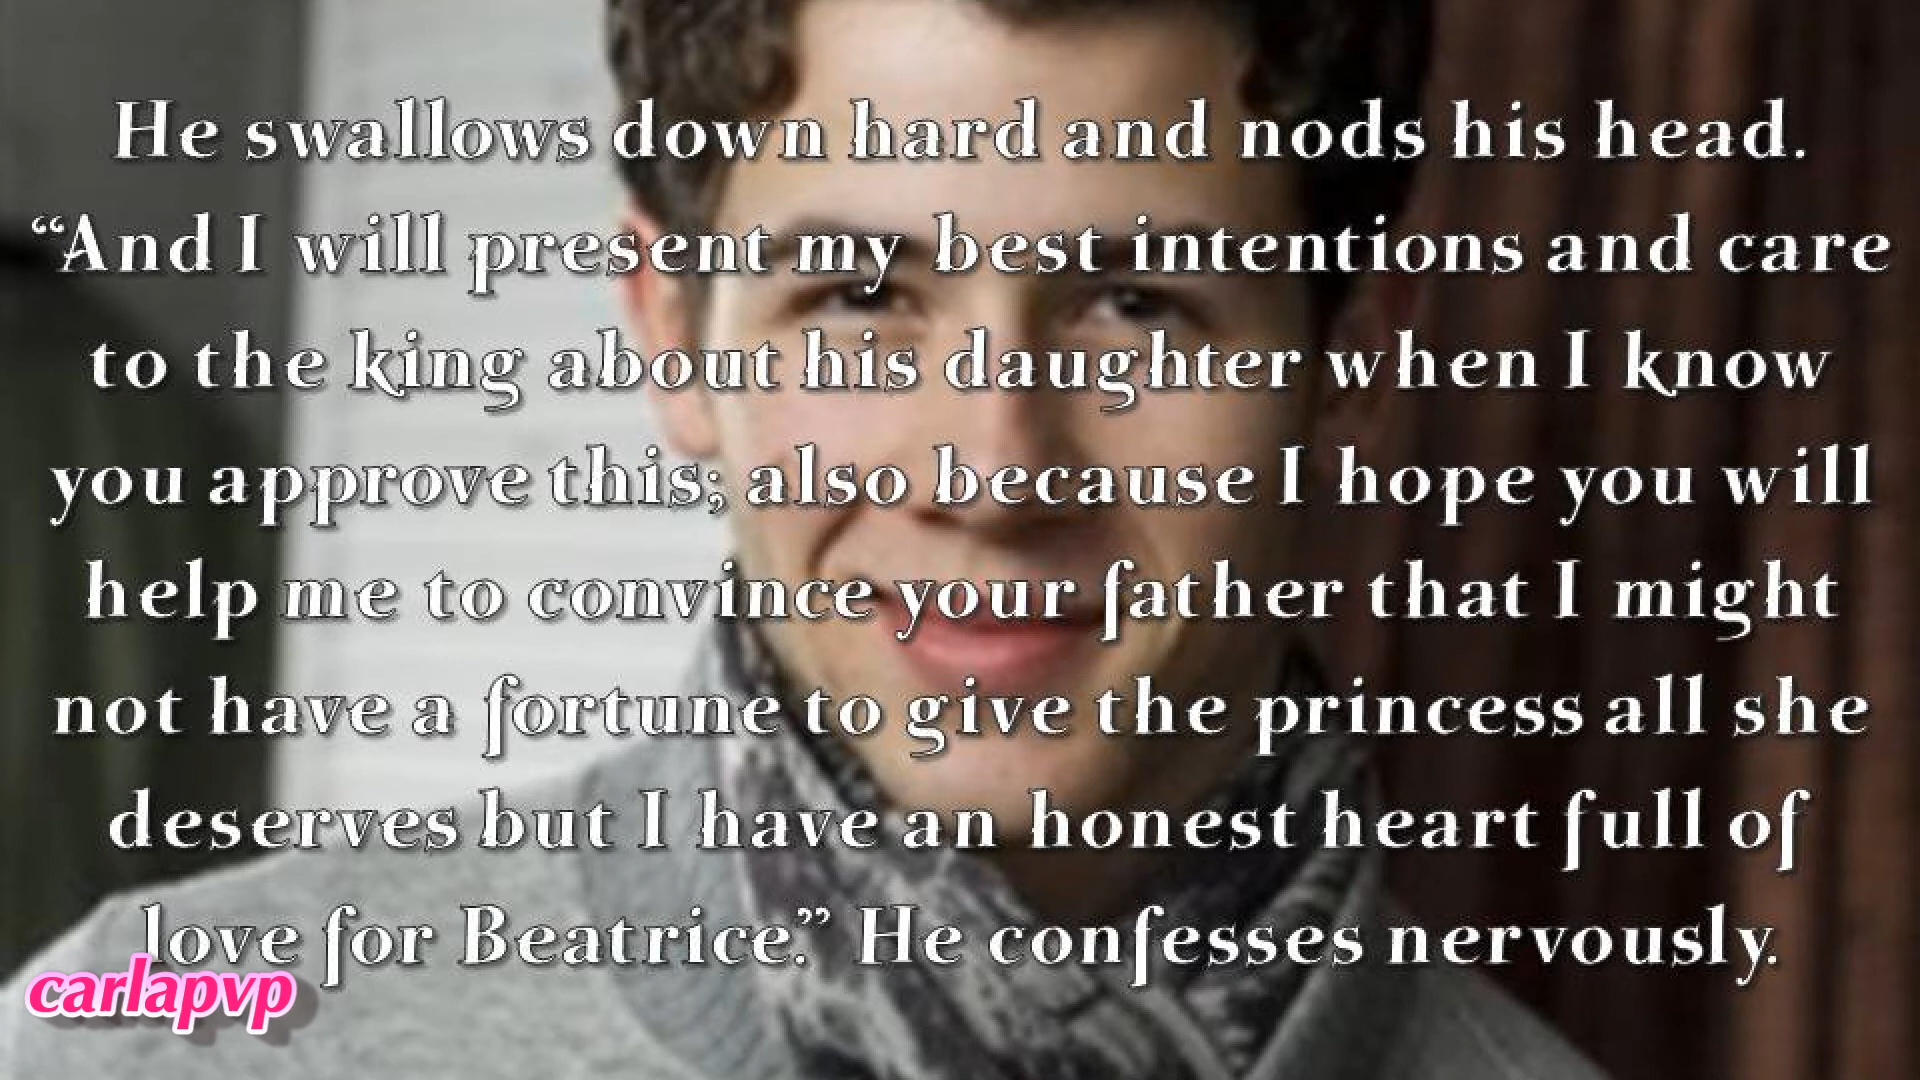 He swallows down hard and nods his head.
“And I will present my best intentions and care
to the king about his daughter when I know
you approve this; also because I hope you will
help me to convince your father that I might
not have a fortune to give the princess all she
deserves but I have an honest heart full of
love for Beatrice.” He confesses nervously.
carlapvp